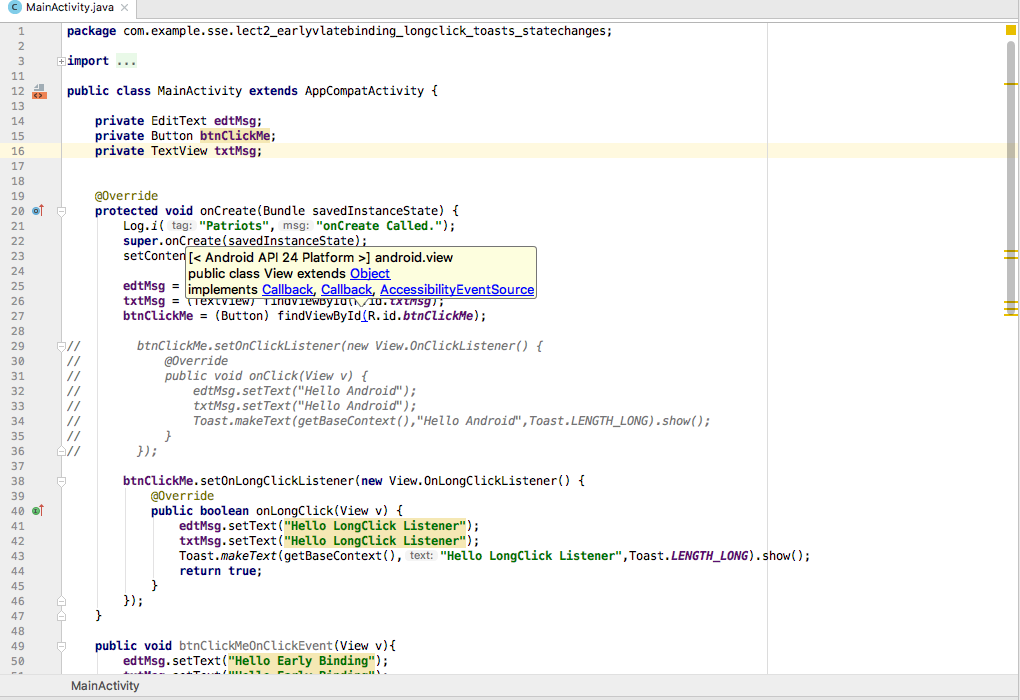 MainActivity.java
1 package com.example.sse.lect2_earlyvlatebinding_longclick_toasts_statechanges;
2
3 import ...
11
12 public class MainActivity extends AppCompatActivity {
13
14 private EditText edtMsg;
15 private Button btnClickMe;
16 private TextView txtMsg;
17
18
19 @Override
20 protected void onCreate(Bundle savedInstanceState) {
21 Log.i( tag: "Patriots", msg: "onCreate Called.");
22 super.onCreate(savedInstanceState);
23 setConten
[< Android API 24 Platform >] android.view
public class View extends Object
implements Callback, Callback, AccessibilityEventSource
24
25 edtMsg =
26 txtMsg = (TextView) findViewById(R.id.txtMsg);
27 btnClickMe = (Button) findViewById(R.id.btnClickMe);
28
29 // btnClickMe.setOnClickListener(new View.OnClickListener() {
30 // @Override
31 // public void onClick(View v) {
32 // edtMsg.setText("Hello Android");
33 // txtMsg.setText("Hello Android");
34 // Toast.makeText(getBaseContext(),"Hello Android",Toast.LENGTH_LONG).show();
35 // }
36 // });
37
38 btnClickMe.setOnLongClickListener(new View.OnLongClickListener() {
39 @Override
40 public boolean onLongClick(View v) {
41 edtMsg.setText("Hello LongClick Listener");
42 txtMsg.setText("Hello LongClick Listener");
43 Toast.makeText(getBaseContext(), text: "Hello LongClick Listener",Toast.LENGTH_LONG).show();
44 return true;
45 }
46 });
47 }
48
49 public void btnClickMeOnClickEvent(View v){
50 edtMsg.setText("Hello Early Binding");
51 txtMsg.setText("Hello Early Binding");
MainActivity